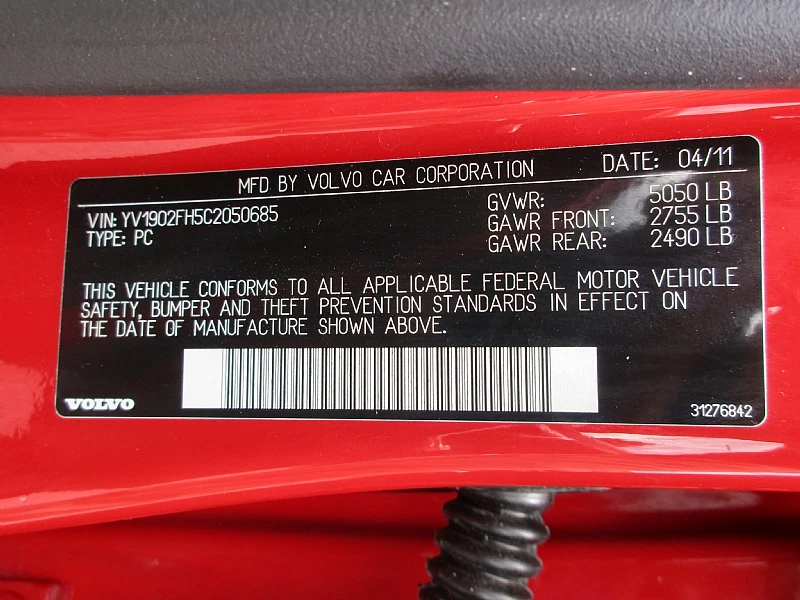 MFD BY VOLVO CAR CORPORATION DATE: 04/11
VIN: YV1902FH5C2050685
TYPE: PC
GVWR: 5050 LB
GAWR FRONT: 2755 LB
GAWR REAR: 2490 LB
THIS VEHICLE CONFORMS TO ALL APPLICABLE FEDERAL MOTOR VEHICLE
SAFETY, BUMPER AND THEFT PREVENTION STANDARDS IN EFFECT ON
THE DATE OF MANUFACTURE SHOWN ABOVE.
VOLVO
31276842